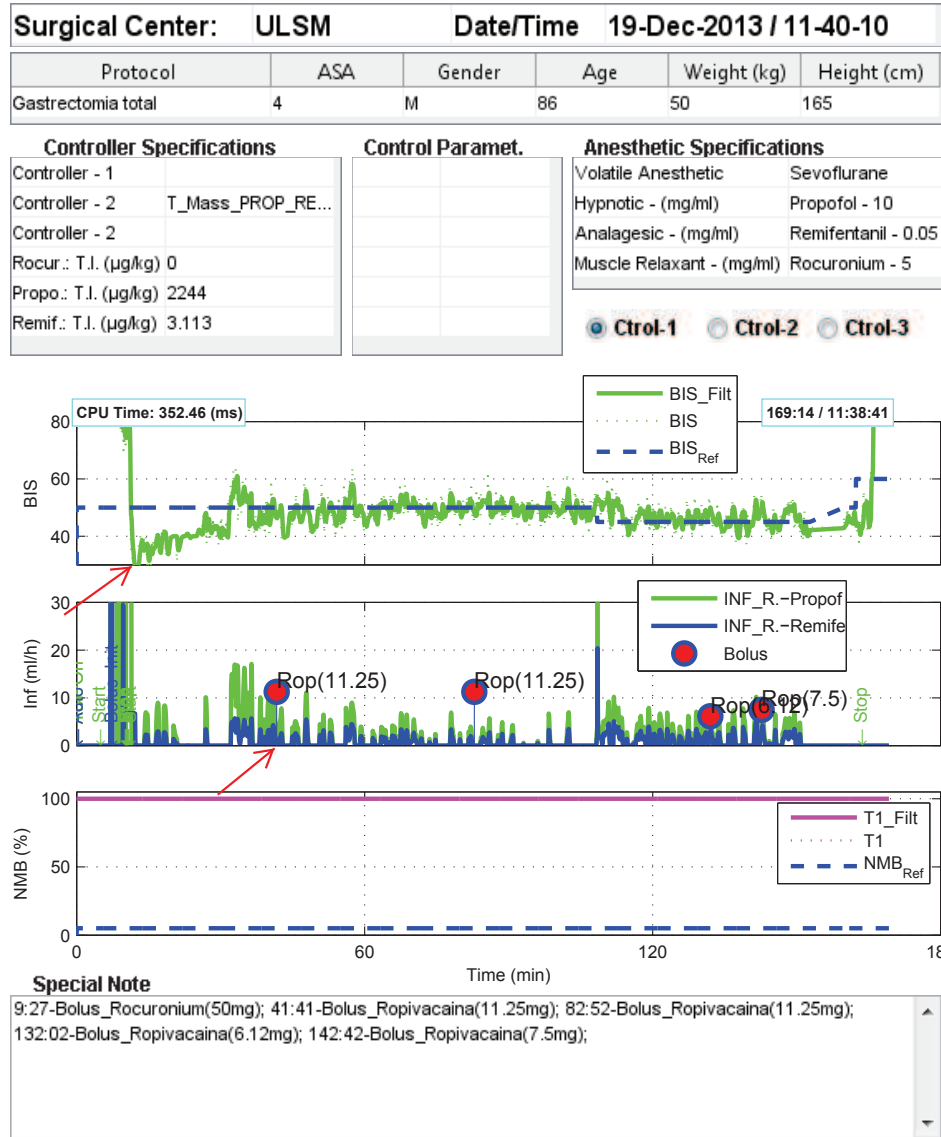 Surgical Center: ULSM Date/Time 19-Dec-2013 / 11-40-10
Protocol ASA Gender Age Weight (kg) Height (cm)
Gastrectomia total 4 M 86 50 165
Controller Specifications
Controller - 1
Controller - 2 T_Mass_PROP_RE...
Controller - 2
Rocur.: T.I. (µg/kg) 0
Propo.: T.I. (µg/kg) 2244
Remif.: T.I. (µg/kg) 3.113
Control Paramet.
Anesthetic Specifications
Volatile Anesthetic Sevoflurane
Hypnotic - (mg/ml) Propofol - 10
Analagesic - (mg/ml) Remifentanil - 0.05
Muscle Relaxant - (mg/ml) Rocuronium - 5
Ctrol-1 Ctrol-2 Ctrol-3
CPU Time: 352.46 (ms)
169:14 / 11:38:41
BIS_Filt
BIS
BIS Ref
BIS
80
60
40
INF_R.-Propof
INF_R.-Remife
Bolus
Inf (ml/h)
30
20
10
0
Start
Rop(11.25)
Rop(11.25)
Rop(6.12)
Rop(7.5)
Stop
T1_Filt
T1
NMB Ref
NMB (%)
100
50
0
0 60 120 18
Time (min)
Special Note
9:27-Bolus_Rocuronium(50mg); 41:41-Bolus_Ropivacaina(11.25mg); 82:52-Bolus_Ropivacaina(11.25mg);
132:02-Bolus_Ropivacaina(6.12mg); 142:42-Bolus_Ropivacaina(7.5mg);